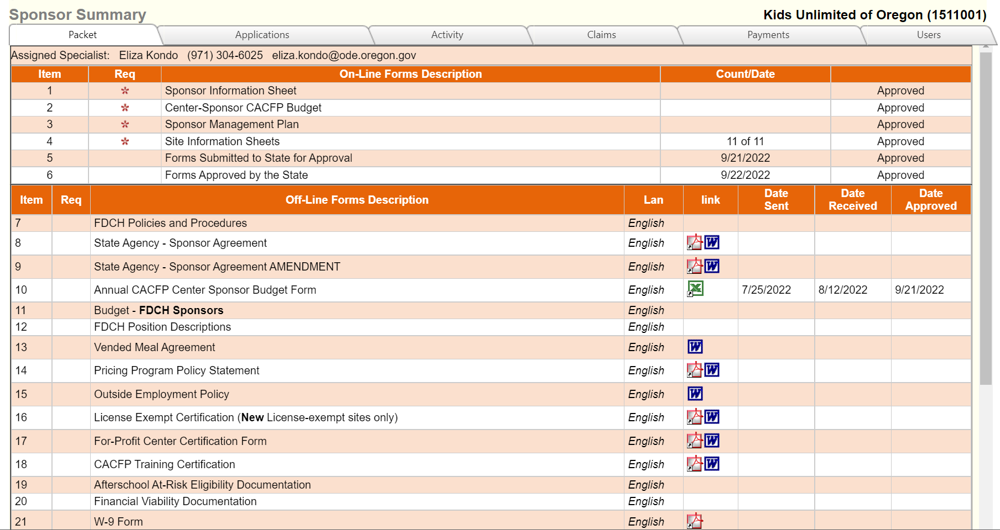 Sponsor Summary
Kids Unlimited of Oregon (1511001)
Packet Applications Activity Claims Payments Users
Assigned Specialist: Eliza Kondo (971) 304-6025 eliza.kondo@ode.oregon.gov
Item Req On-Line Forms Description Count/Date
1 * Sponsor Information Sheet Approved
2 * Center-Sponsor CACFP Budget Approved
3 * Sponsor Management Plan Approved
4 * Site Information Sheets 11 of 11 Approved
5 Forms Submitted to State for Approval 9/21/2022 Approved
6 Forms Approved by the State 9/22/2022 Approved
Item Req Off-Line Forms Description Lan link Date Sent Date Received Date Approved
7 FDCH Policies and Procedures English
8 State Agency - Sponsor Agreement English
9 State Agency - Sponsor Agreement AMENDMENT English
10 Annual CACFP Center Sponsor Budget Form English 7/25/2022 8/12/2022 9/21/2022
11 Budget - FDCH Sponsors English
12 FDCH Position Descriptions English
13 Vended Meal Agreement English
14 Pricing Program Policy Statement English
15 Outside Employment Policy English
16 License Exempt Certification (New License-exempt sites only) English
17 For-Profit Center Certification Form English
18 CACFP Training Certification English
19 Afterschool At-Risk Eligibility Documentation English
20 Financial Viability Documentation English
21 W-9 Form English